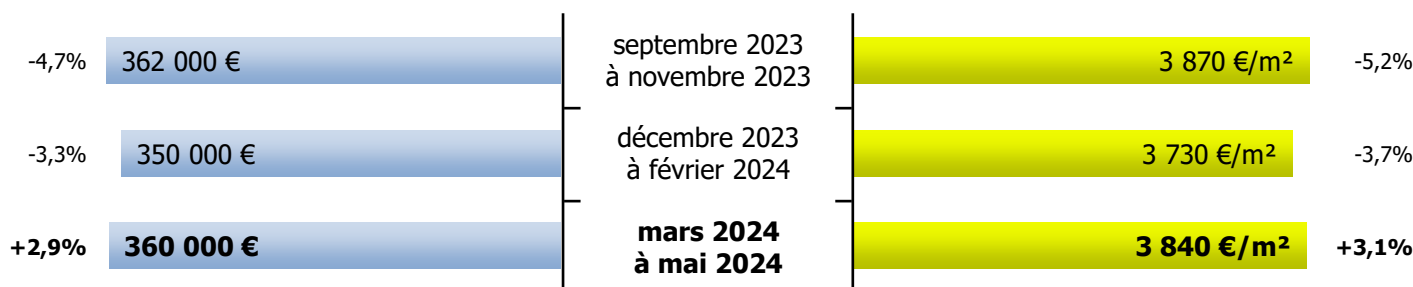 -4,7%
362 000 €
septembre 2023
à novembre 2023
3 870 €/m²
-5,2%
-3,3%
350 000 €
décembre 2023
à février 2024
3 730 €/m²
-3,7%
+2,9%
360 000 €
mars 2024
à mai 2024
3 840 €/m²
+3,1%